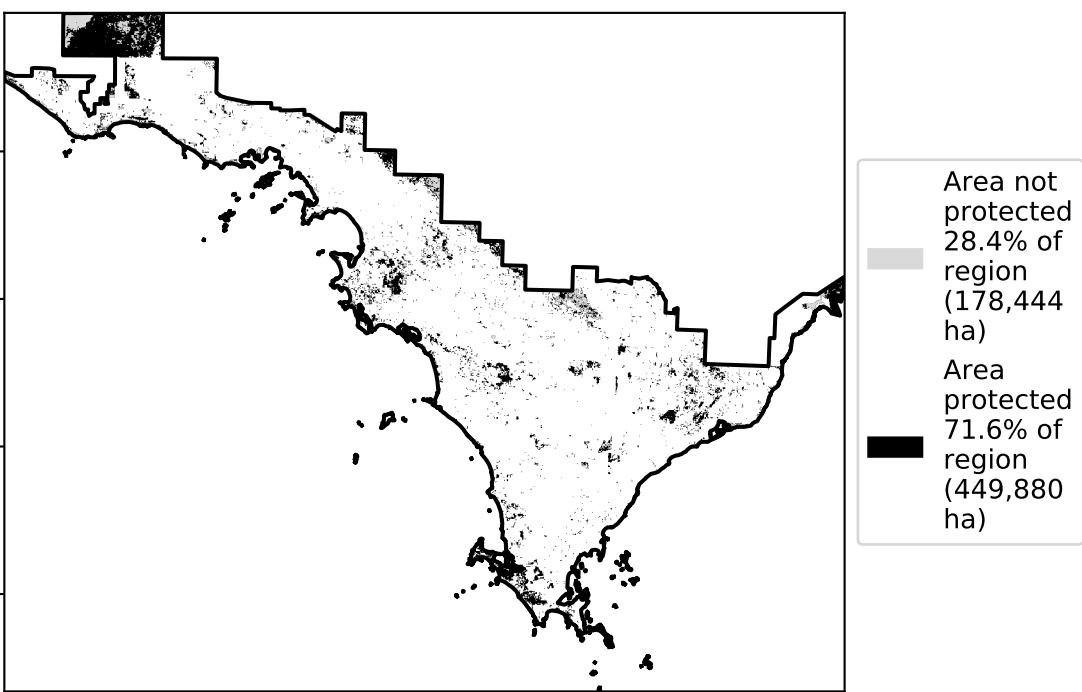 Area not
protected
28.4% of
region
(178,444
ha)
Area
protected
71.6% of
region
(449,880
ha)